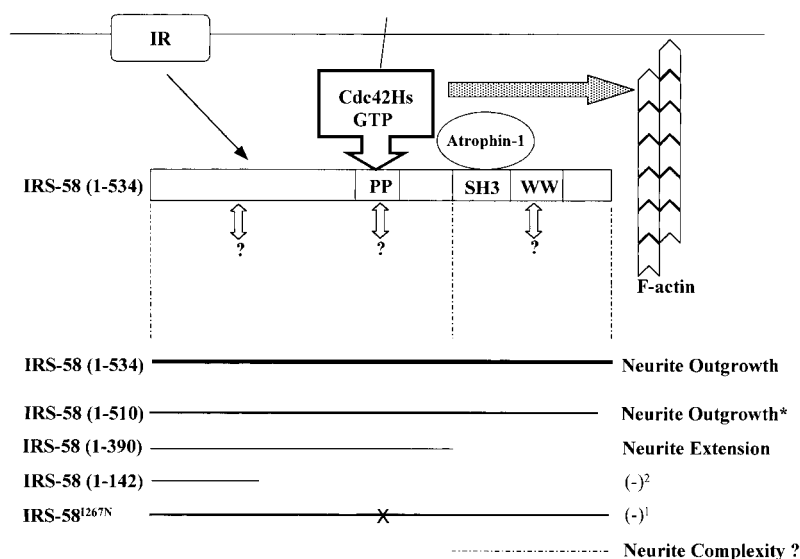 IR
Cdc42Hs
GTP
Atrophin-1
IRS-58 (1-534)
PP
SH3
WW
?
?
?
F-actin
IRS-58 (1-534)
Neurite Outgrowth
IRS-58 (1-510)
Neurite Outgrowth*
IRS-58 (1-390)
Neurite Extension
IRS-58 (1-142)
(-)²
IRS-58ᴵ²⁶⁷ᴺ
X
(-)¹
Neurite Complexity ?